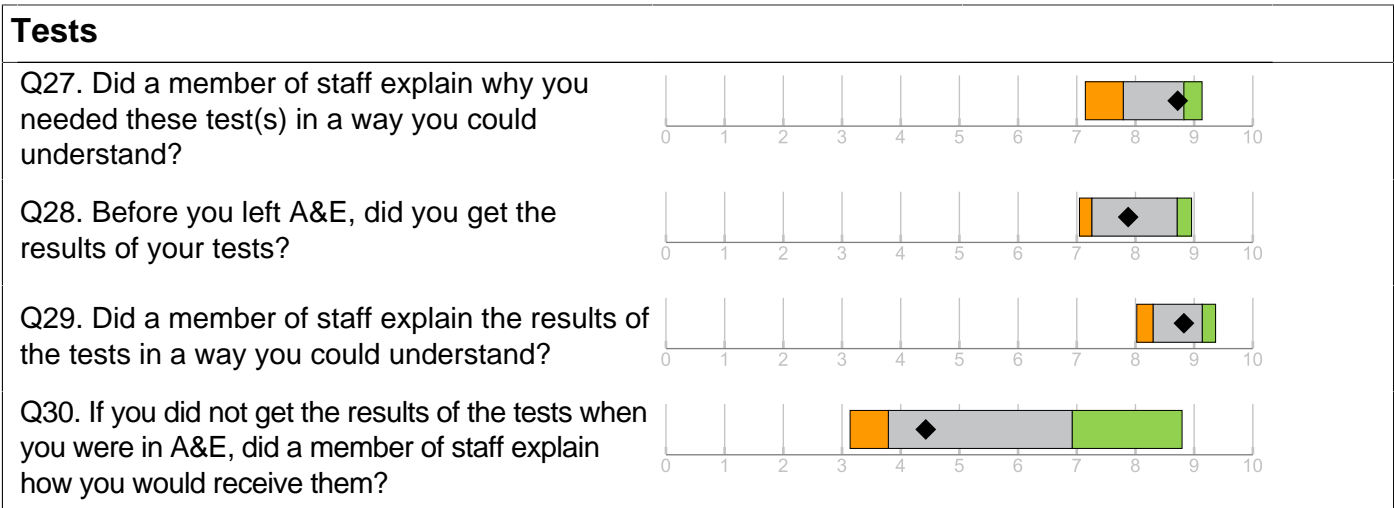 Tests
Q27. Did a member of staff explain why you
needed these test(s) in a way you could
understand?
0 1 2 3 4 5 6 7 8 9 10
Q28. Before you left A&E, did you get the
results of your tests?
0 1 2 3 4 5 6 7 8 9 10
Q29. Did a member of staff explain the results of
the tests in a way you could understand?
0 1 2 3 4 5 6 7 8 9 10
Q30. If you did not get the results of the tests when
you were in A&E, did a member of staff explain
how you would receive them?
0 1 2 3 4 5 6 7 8 9 10